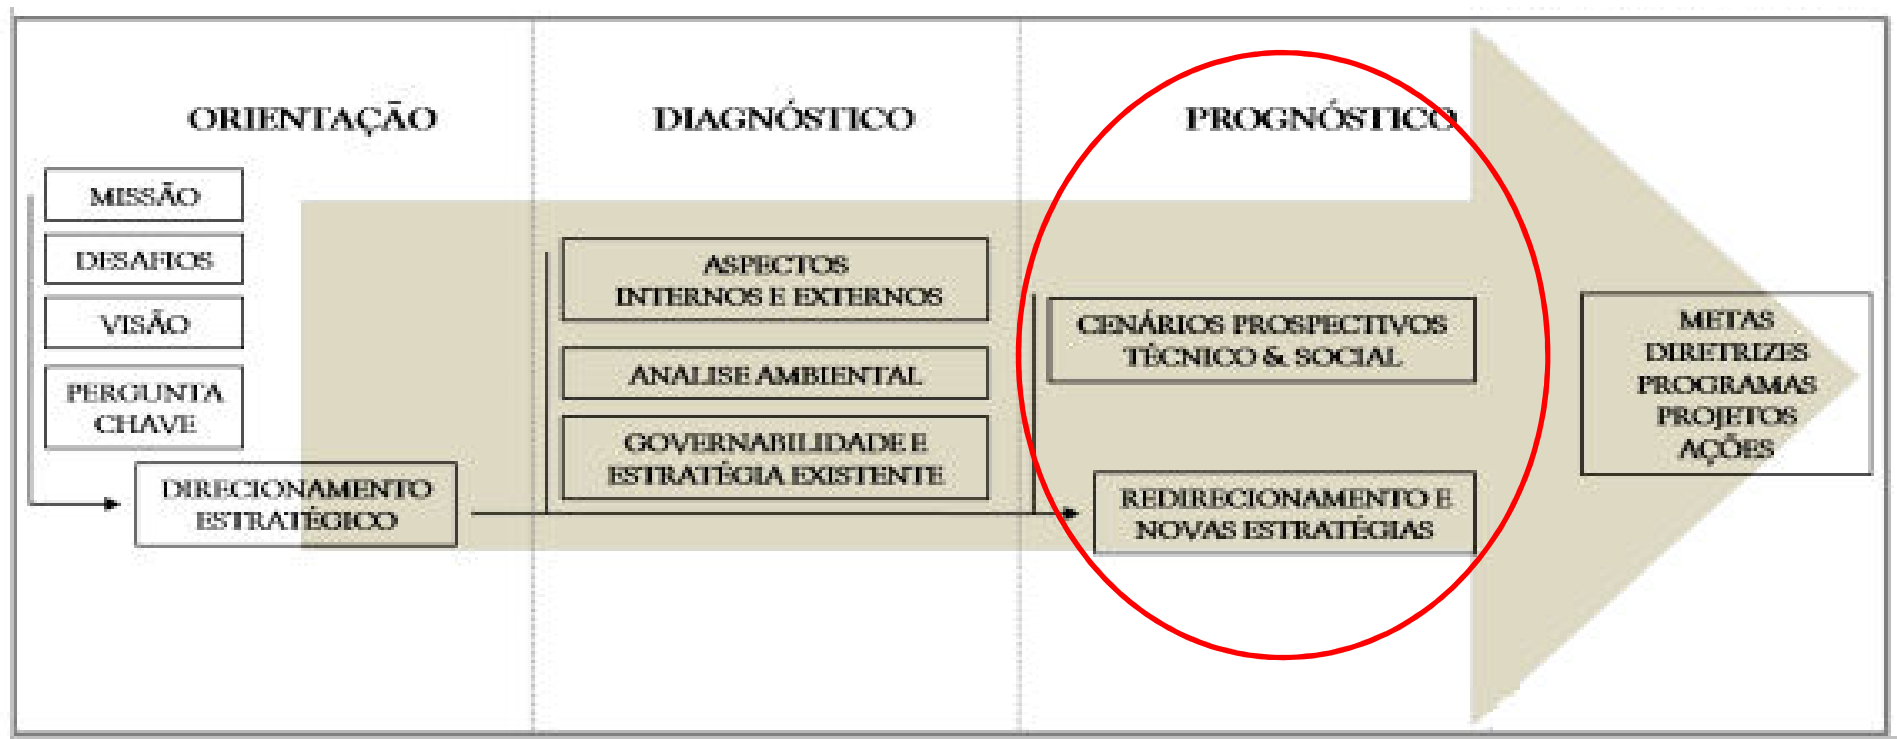 ORIENTAÇÃO
MISSÃO
DESAFIOS
VISÃO
PERGUNTA
CHAVE
DIRECIONAMENTO
ESTRATÉGICO
DIAGNÓSTICO
ASPECTOS
INTERNOS E EXTERNOS
ANÁLISE AMBIENTAL
GOVERNABILIDADE E
ESTRATÉGIA EXISTENTE
PROGNÓSTICO
CENÁRIOS PROSPECTIVOS
TÉCNICO & SOCIAL
REDIRECIONAMENTO E
NOVAS ESTRATÉGIAS
METAS
DIRETRIZES
PROGRAMAS
PROJETOS
AÇÕES